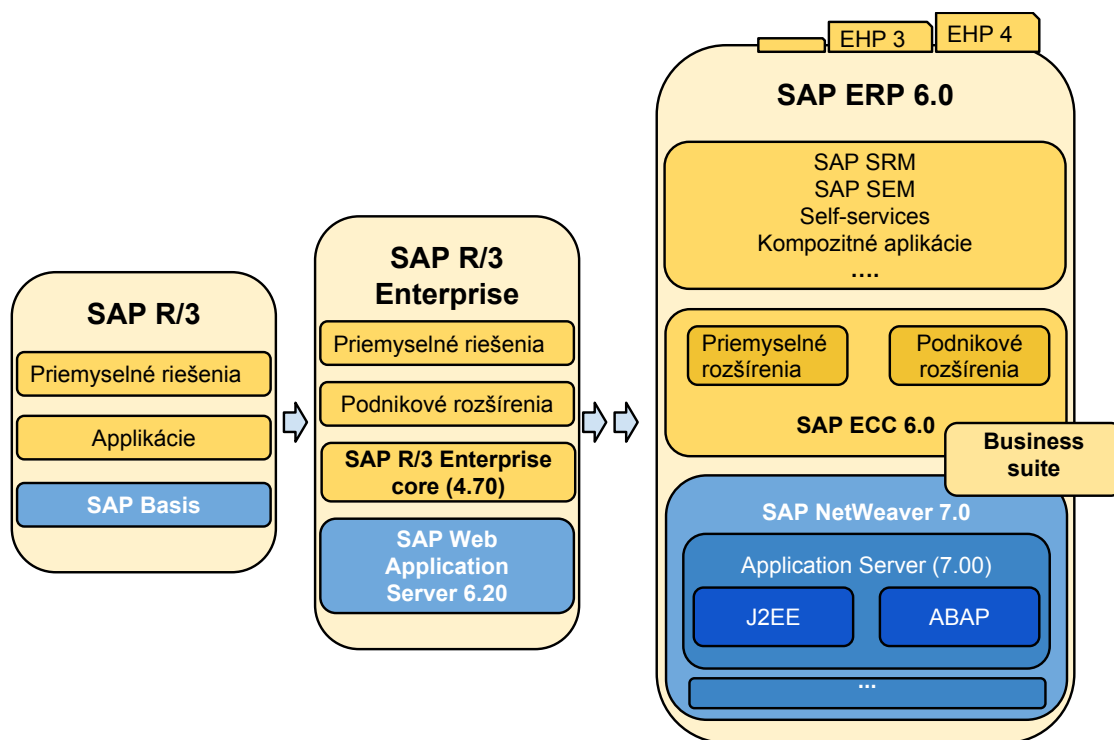 SAP R/3
Priemyselné riešenia
Applikácie
SAP Basis
SAP R/3
Enterprise
Priemyselné riešenia
Podnikové rozšírenia
SAP R/3 Enterprise
core (4.70)
SAP Web
Application
Server 6.20
EHP 3
EHP 4
SAP ERP 6.0
SAP SRM
SAP SEM
Self-services
Kompozitné aplikácie
....
Priemyselné
rozšírenia
Podnikové
rozšírenia
SAP ECC 6.0
Business
suite
SAP NetWeaver 7.0
Application Server (7.00)
J2EE
ABAP
...